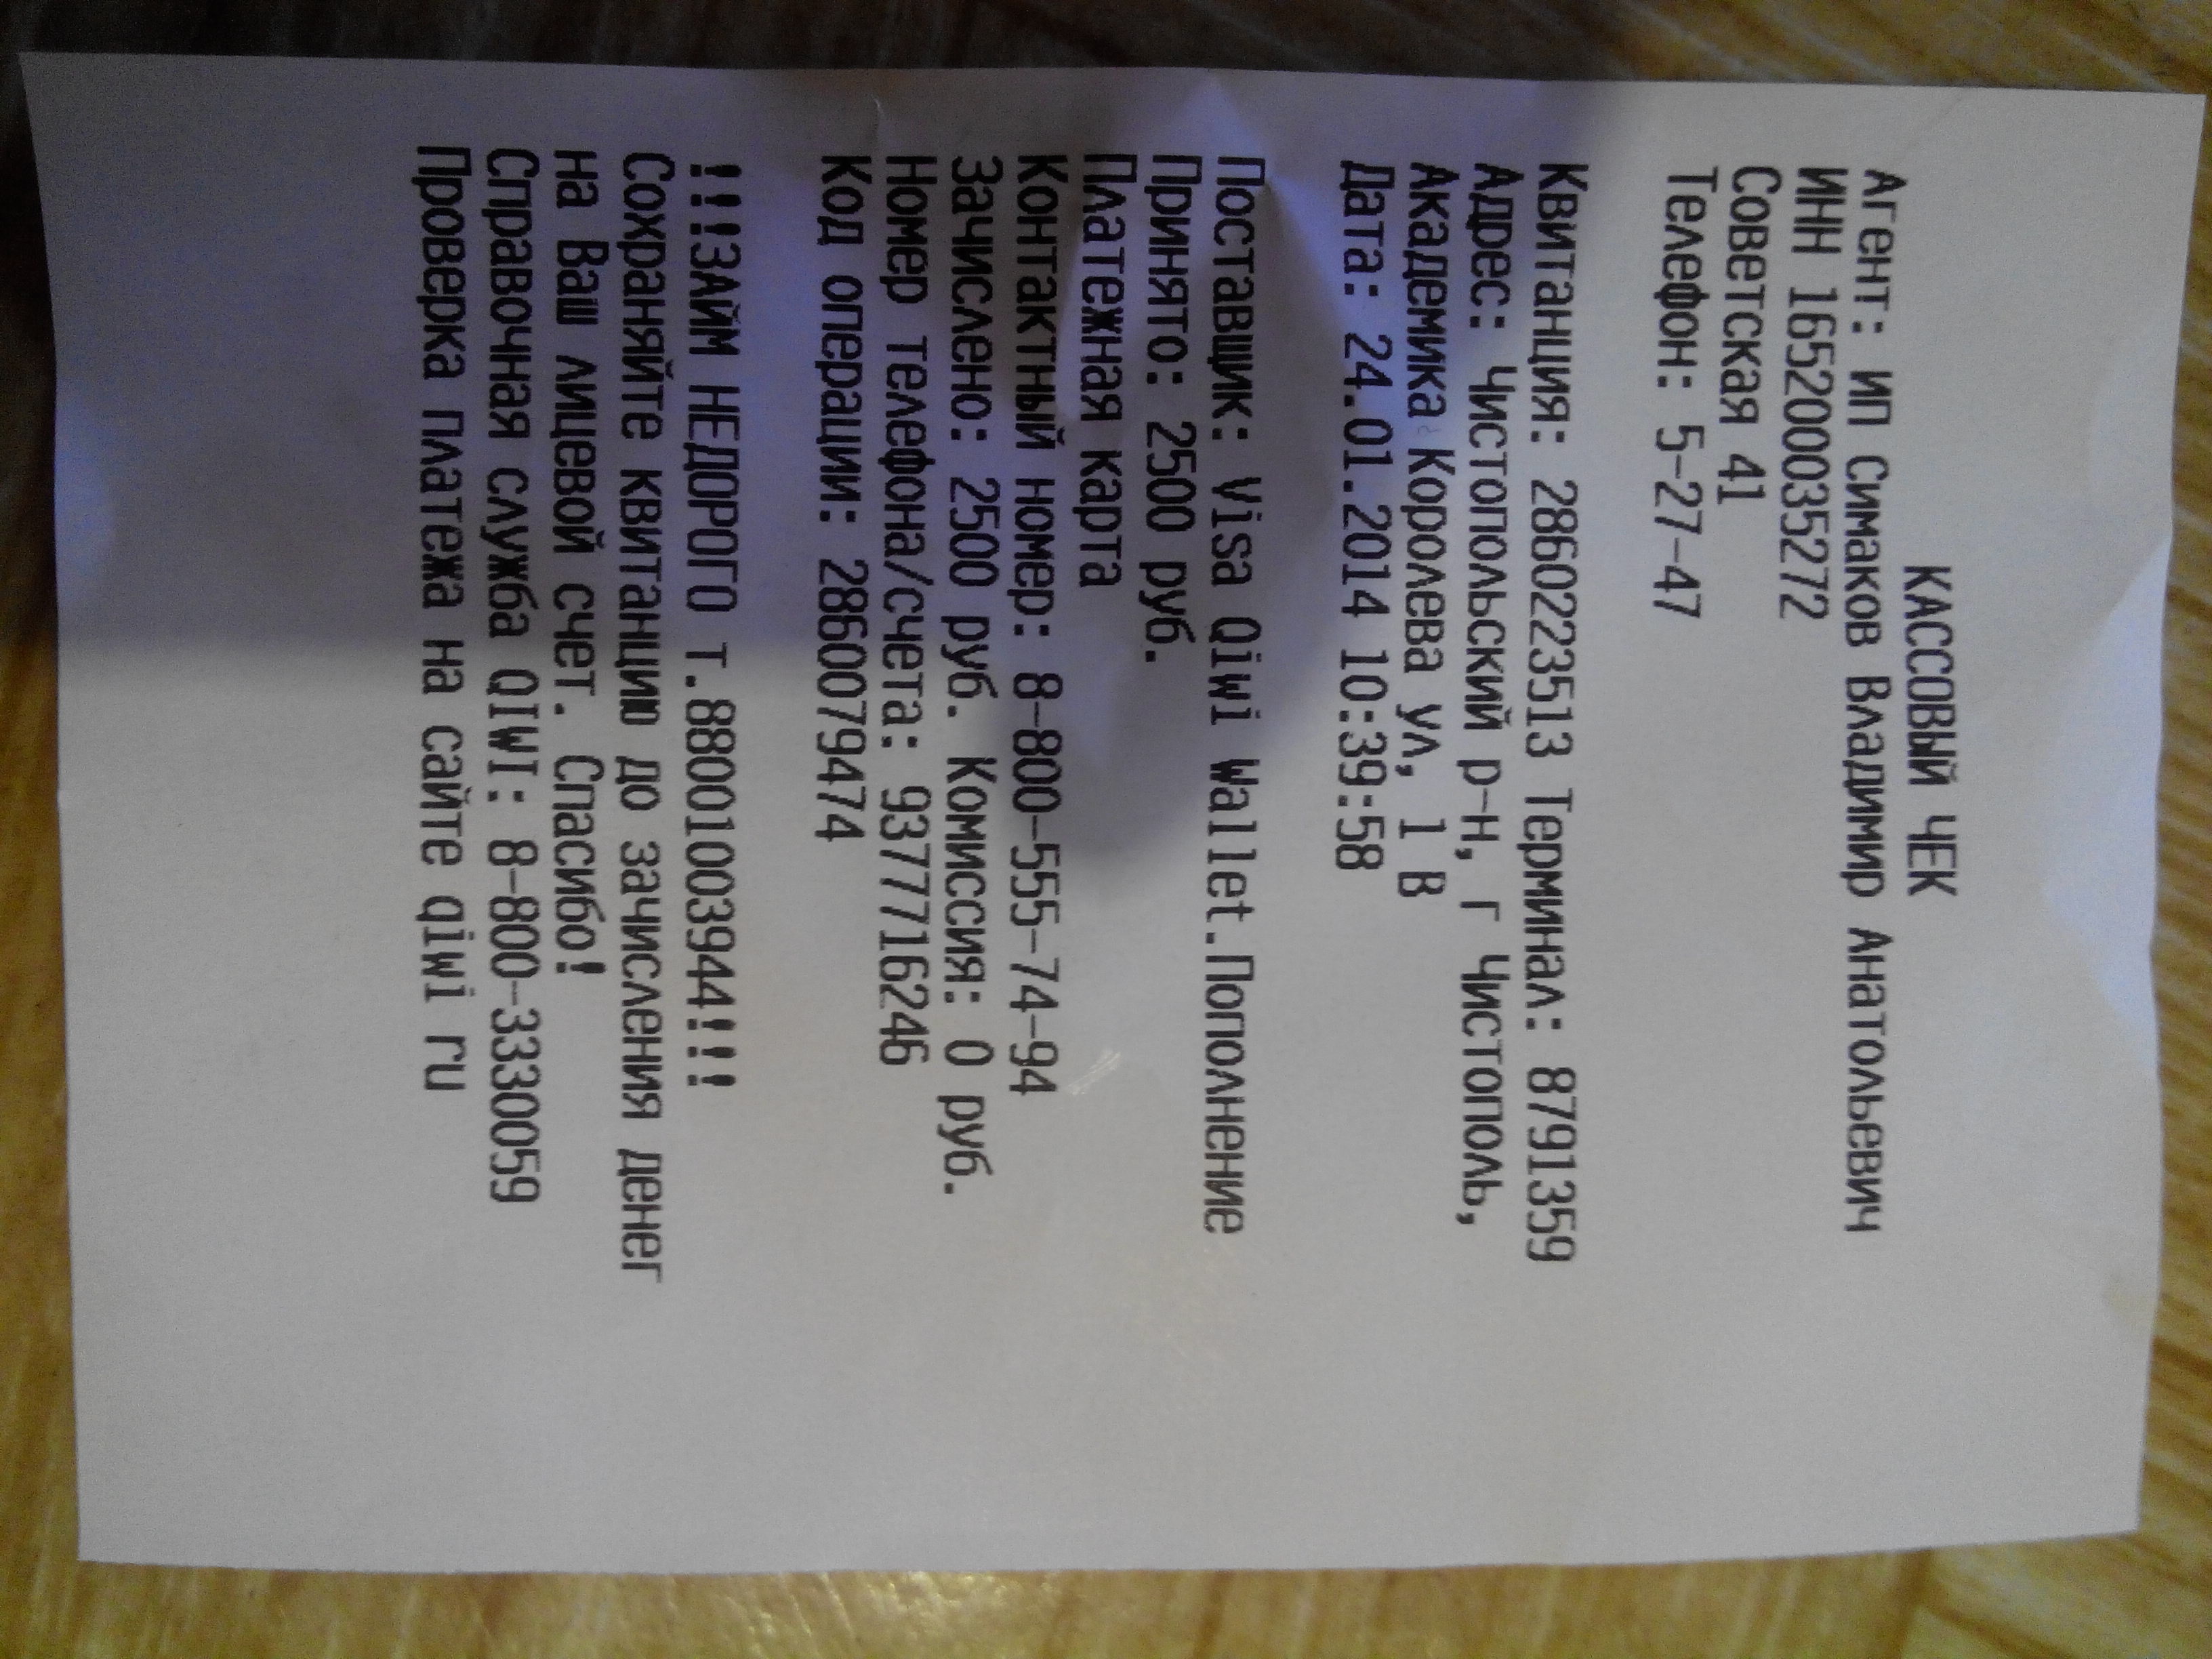 КАССОВЫЙ ЧЕК
Агент: ИП Симаков Владимир Анатольевич
ИНН 165200035272
Советская 41
Телефон: 5-27-47
Квитанция: 2860223513 Терминал: 8791359
Адрес: Чистопольский р-н, г Чистополь,
Академика Королева ул, 1 В
Дата: 24.01.2014 10:39:58
Поставщик: Visa Qiwi Wallet.Пополнение
Принято: 2500 руб.
Платежная карта
Контактный номер: 8-800-555-74-94
Зачислено: 2500 руб. Комиссия: 0 руб.
Номер телефона/счета: 9377716246
Код операции: 2860079474
!!!ЗАЙМ НЕДОРОГО т.88001003944!!!
Сохраняйте квитанцию до зачисления денег
на Ваш лицевой счет. Спасибо!
Справочная служба QIWI: 8-800-3330059
Проверка платежа на сайте qiwi ru